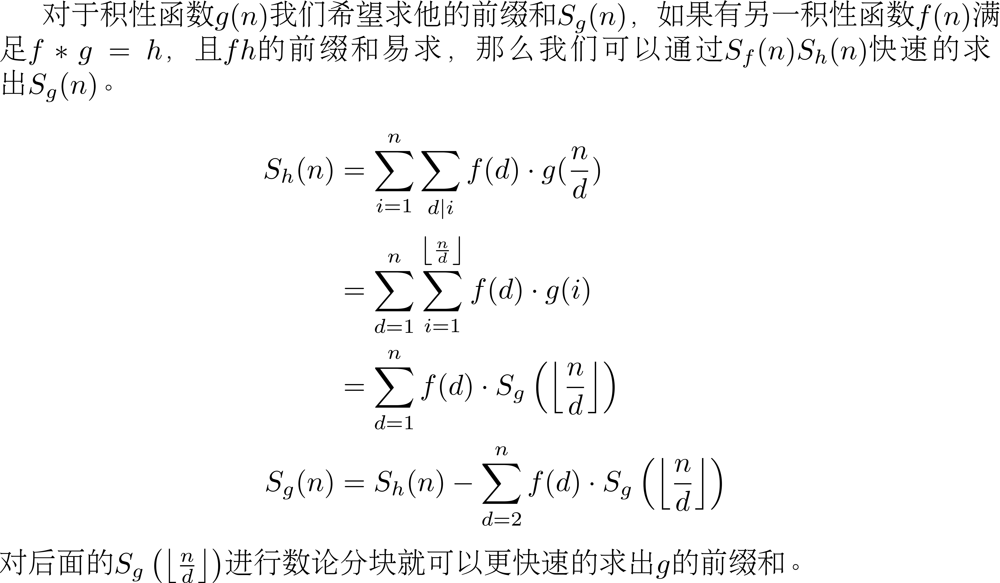 对于积性函数$g(n)$我们希望求他的前缀和$S_g(n)$，如果有另一积性函数$f(n)$满
足$f * g = h$，且$fh$的前缀和易求，那么我们可以通过$S_f(n)S_h(n)$快速的求
出$S_g(n)$。
$S_h(n) = \sum_{i=1}^{n} \sum_{d|i} f(d) \cdot g(\frac{n}{d})$
$= \sum_{d=1}^{n} \sum_{i=1}^{\left\lfloor \frac{n}{d} \right\rfloor} f(d) \cdot g(i)$
$= \sum_{d=1}^{n} f(d) \cdot S_g \left( \left\lfloor \frac{n}{d} \right\rfloor \right)$
$S_g(n) = S_h(n) - \sum_{d=2}^{n} f(d) \cdot S_g \left( \left\lfloor \frac{n}{d} \right\rfloor \right)$
对后面的$S_g \left( \left\lfloor \frac{n}{d} \right\rfloor \right)$进行数论分块就可以更快速的求出$g$的前缀和。